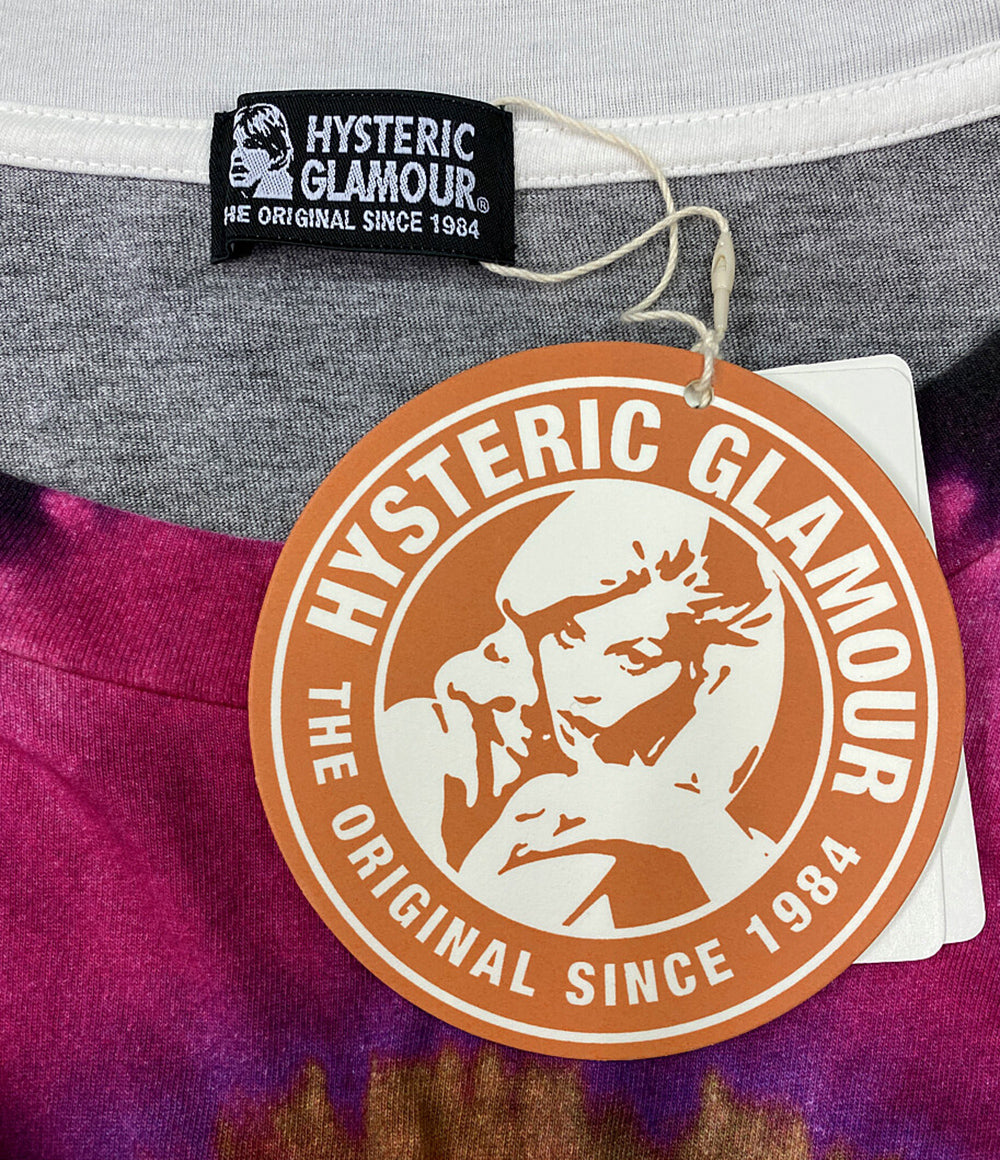 HYSTERIC
GLAMOUR®
THE ORIGINAL SINCE 1984
HYSTERIC GLAMOUR
THE ORIGINAL SINCE 1984